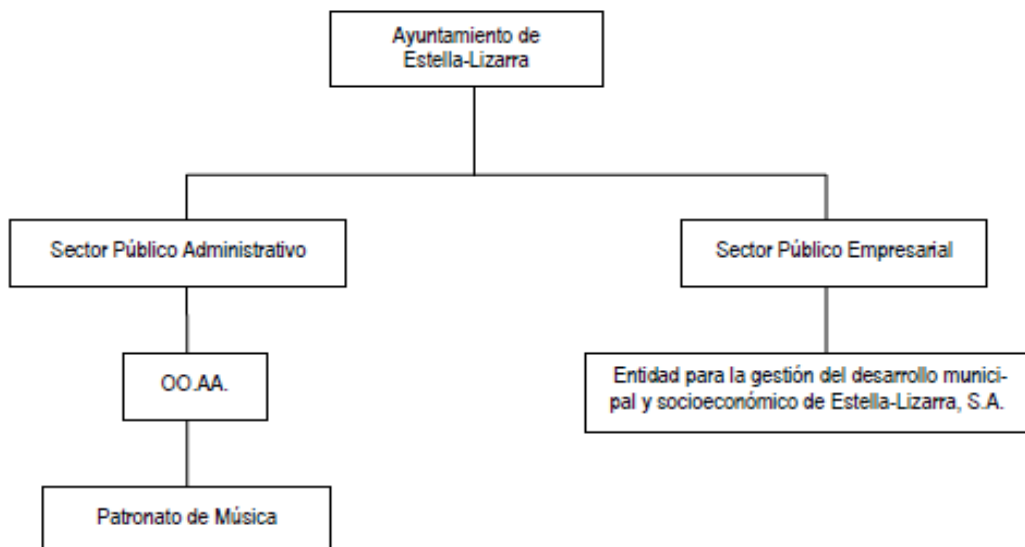 Ayuntamiento de
Estella-Lizarra
Sector Público Administrativo
Sector Público Empresarial
OO.AA.
Entidad para la gestión del desarrollo munici-
pal y socioeconómico de Estella-Lizarra, S.A.
Patronato de Música